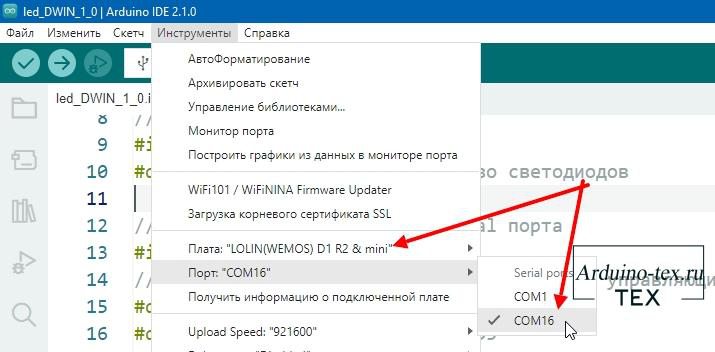 led_DWIN_1_0 | Arduino IDE 2.1.0
Файл Изменить Скетч Инструменты Справка
АвтоФорматирование
led_DWIN_1_0.i
Архивировать скетч
Управление библиотеками...
8 //
Монитор порта
9 #i
Построить графики из данных в мониторе порта
10 #d во светодиодов
WiFi101 / WiFiNINA Firmware Updater
11
Загрузка корневого сертификата SSL
12 // al порта
Плата: "LOLIN(WEMOS) D1 R2 & mini"
13 #i
Порт: "COM16"
Serial ports
14 // управляющи
Arduino-tex.ru
TEX
Получить информацию о подключенной плате
COM1
15 #d
Upload Speed: "921600"
COM16
16 #d